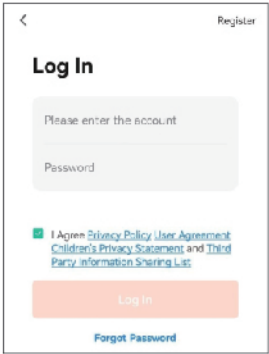 Register
Log In
Please enter the account
Password
I Agree Privacy Policy User Agreement
Children's Privacy Statement and Third
Party Information Sharing List
Log In
Forgot Password